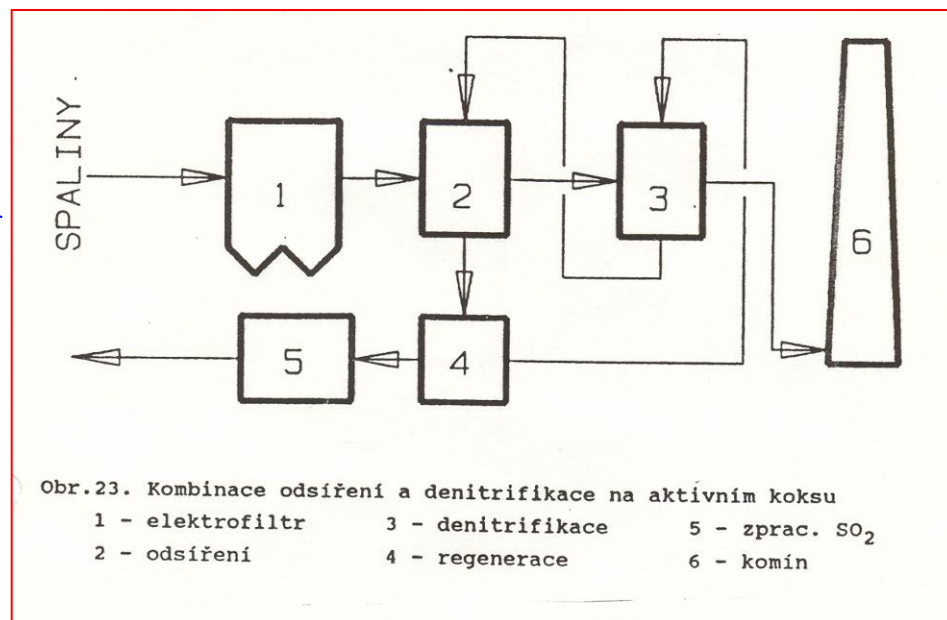 SPALINY
1
2
3
6
5
4
Obr.23. Kombinace odsíření a denitrifikace na aktivním koksu
1 - elektrofiltr 3 - denitrifikace 5 - zprac. SO₂
2 - odsíření 4 - regenerace 6 - komín